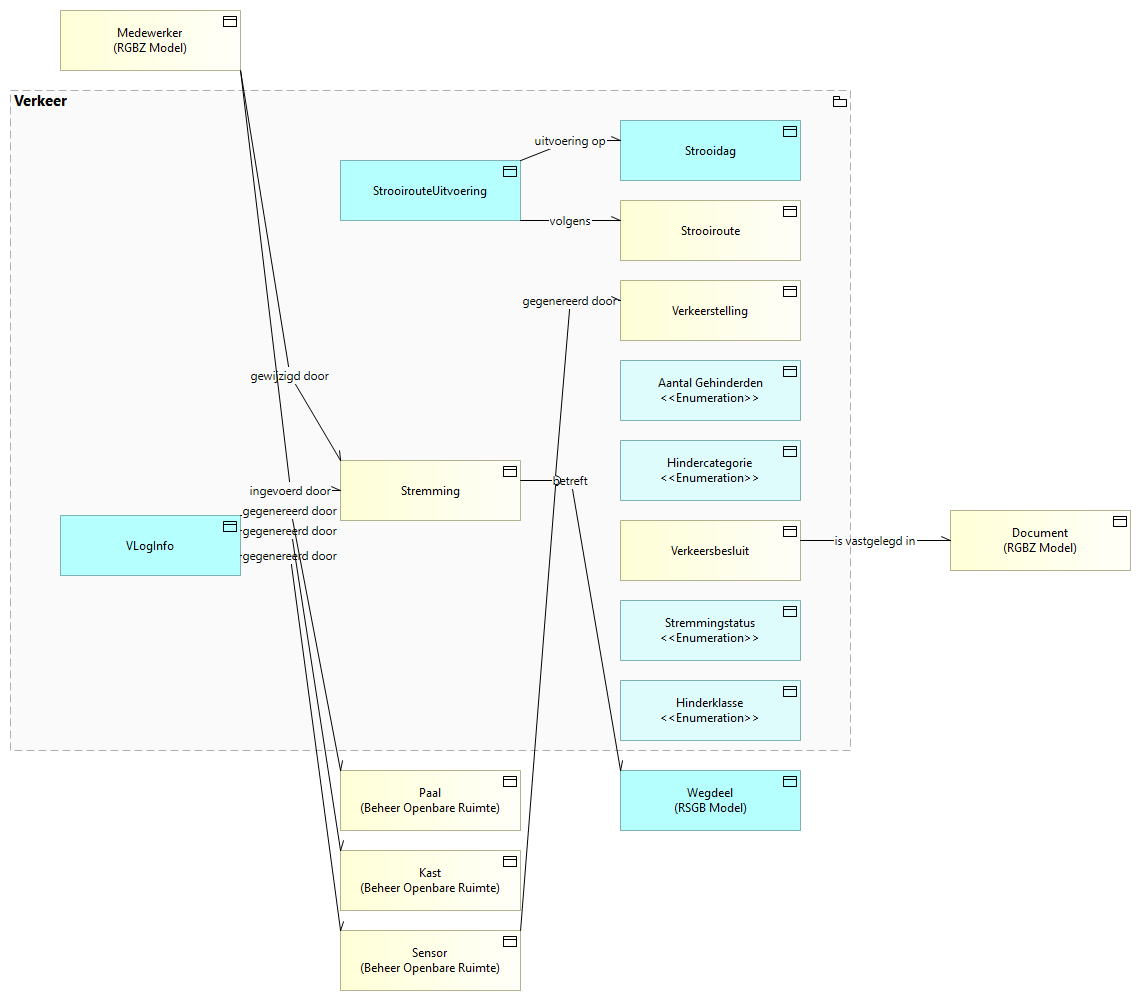 Medewerker
(RGBZ Model)
Verkeer
uitvoering op
Strooidag
StrooirouteUitvoering
volgens
Strooiroute
gegenereerd door
Verkeerstelling
gewijzigd door
Aantal Gehinderden
<<Enumeration>>
Hindercategorie
<<Enumeration>>
ingevoerd door
Stremming
betreft
gegenereerd door
gegenereerd door
gegenereerd door
VLogInfo
Verkeersbesluit
is vastgelegd in
Document
(RGBZ Model)
Stremmingstatus
<<Enumeration>>
Hinderklasse
<<Enumeration>>
Paal
(Beheer Openbare Ruimte)
Wegdeel
(RSGB Model)
Kast
(Beheer Openbare Ruimte)
Sensor
(Beheer Openbare Ruimte)